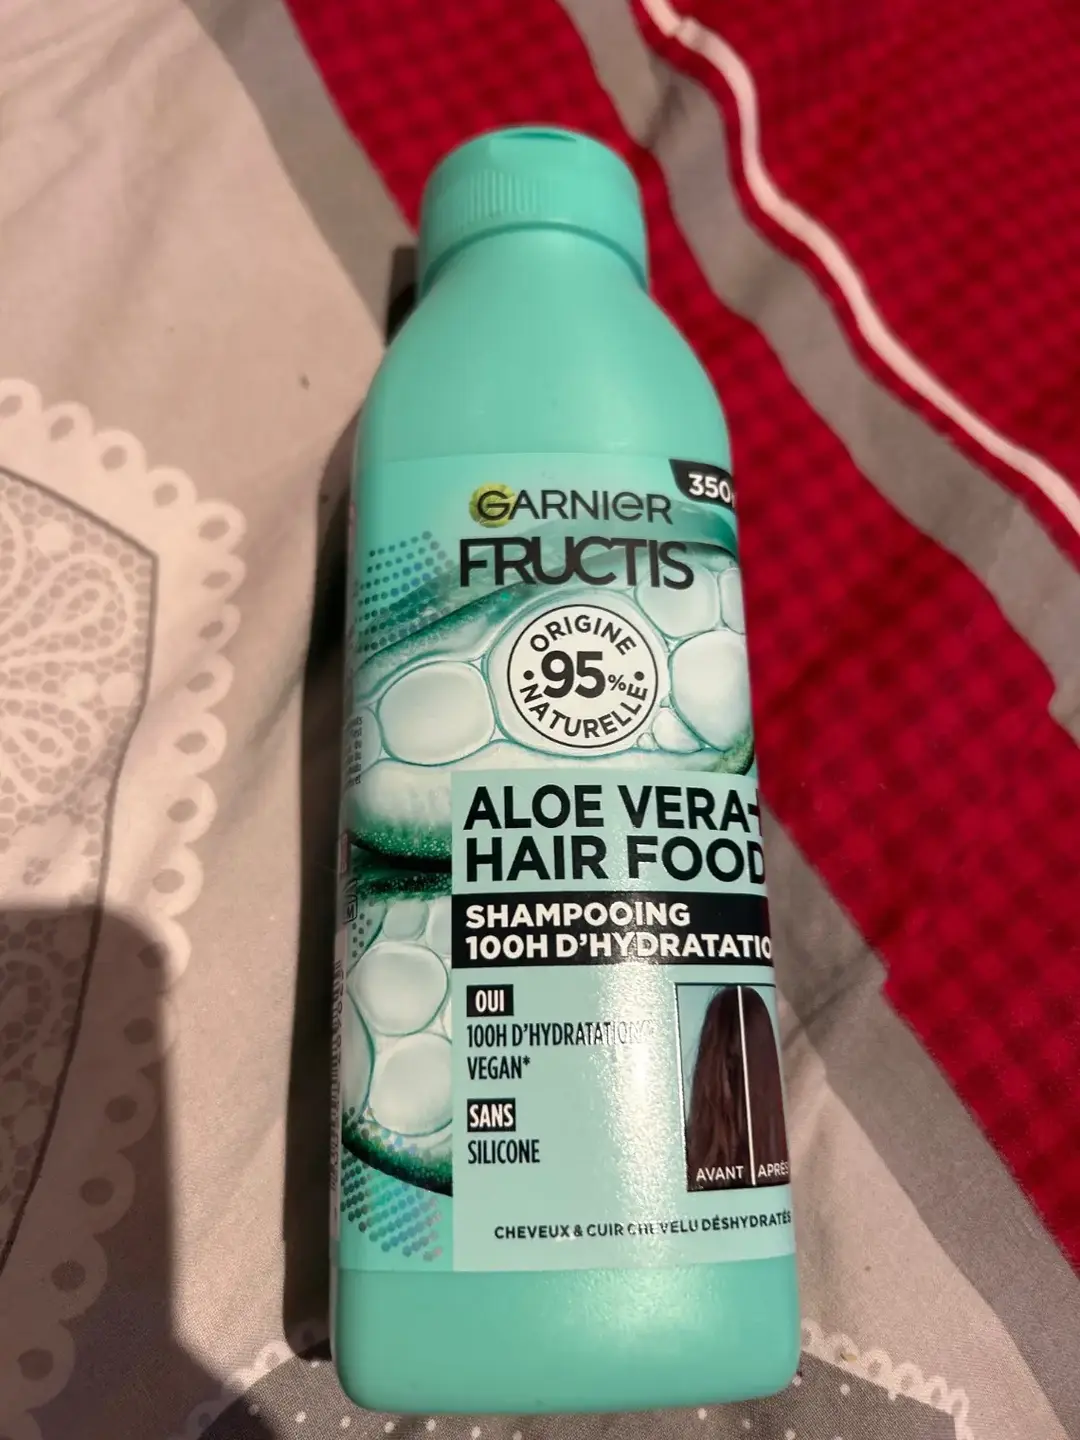 350
GARNIER
FRUCTIS
ORIGINE
95%
NATURELLE
ALOE VERA
HAIR FOOD
SHAMPOOING
100H D'HYDRATATIO
OUI
100H D'HYDRATATION
VEGAN*
SANS
SILICONE
AVANT APRÈS
CHEVEUX & CUIR CHEVELU DÉSHYDRATÉS